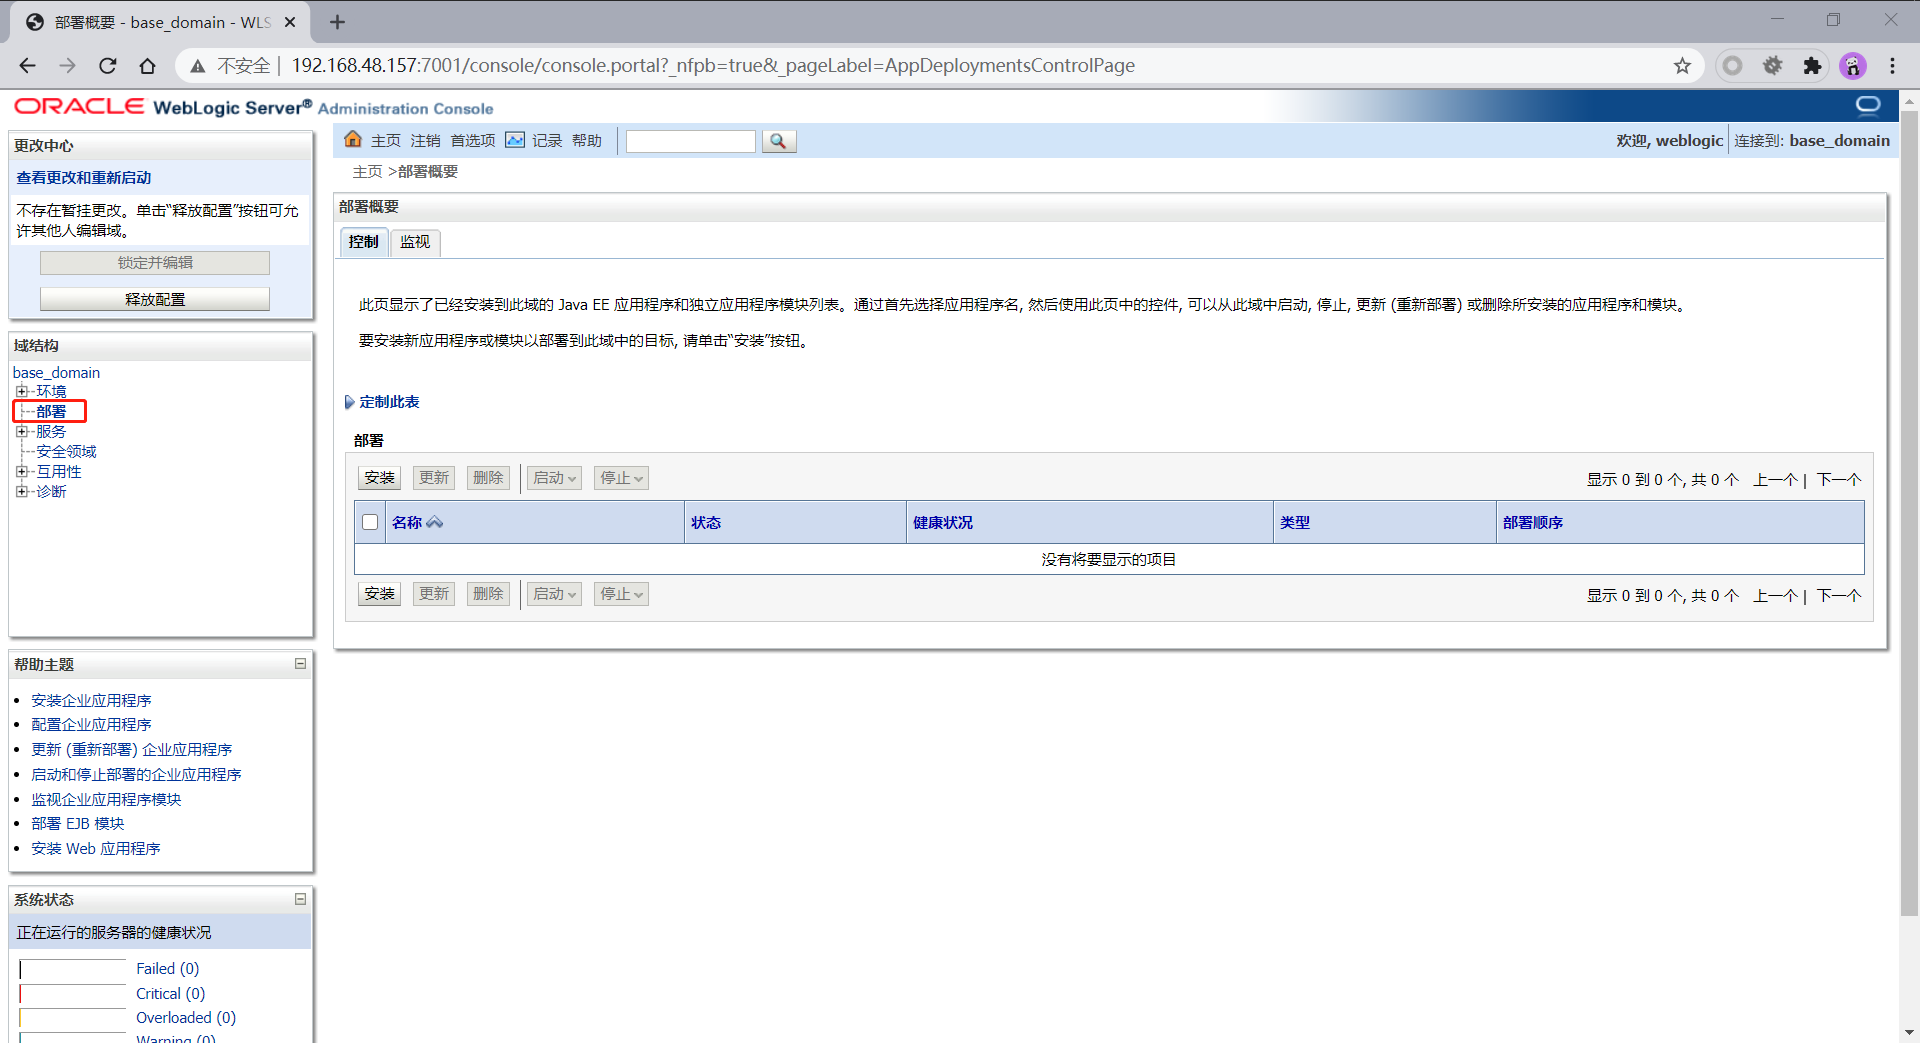 部署概要 - base_domain - WLS
不安全 192.168.48.157:7001/console/console.portal?_nfpb=true&_pageLabel=AppDeploymentsControlPage
ORACLE WebLogic Server® Administration Console
更改中心
查看更改和重新启动
不存在暂挂更改。单击“释放配置”按钮可允
许其他人编辑域。
锁定并编辑
释放配置
域结构
base_domain
环境
部署
服务
安全领域
互用性
诊断
帮助主题
安装企业应用程序
配置企业应用程序
更新 (重新部署) 企业应用程序
启动和停止部署的企业应用程序
监视企业应用程序模块
部署 EJB 模块
安装 Web 应用程序
系统状态
正在运行的服务器的健康状况
Failed (0)
Critical (0)
Overloaded (0)
Warning (0)
主页 注销 首选项 记录 帮助
欢迎, weblogic 连接到: base_domain
主页 >部署概要
部署概要
控制 监视
此页显示了已经安装到此域的 Java EE 应用程序和独立应用程序模块列表。通过首先选择应用程序名, 然后使用此页中的控件, 可以从此域中启动, 停止, 更新 (重新部署) 或删除所安装的应用程序和模块。
要安装新应用程序或模块以部署到此域中的目标, 请单击“安装”按钮。
定制此表
部署
安装 更新 删除 启动 停止 显示 0 到 0 个, 共 0 个 上一个 | 下一个
名称 状态 健康状况 类型 部署顺序
没有将要显示的项目
安装 更新 删除 启动 停止 显示 0 到 0 个, 共 0 个 上一个 | 下一个